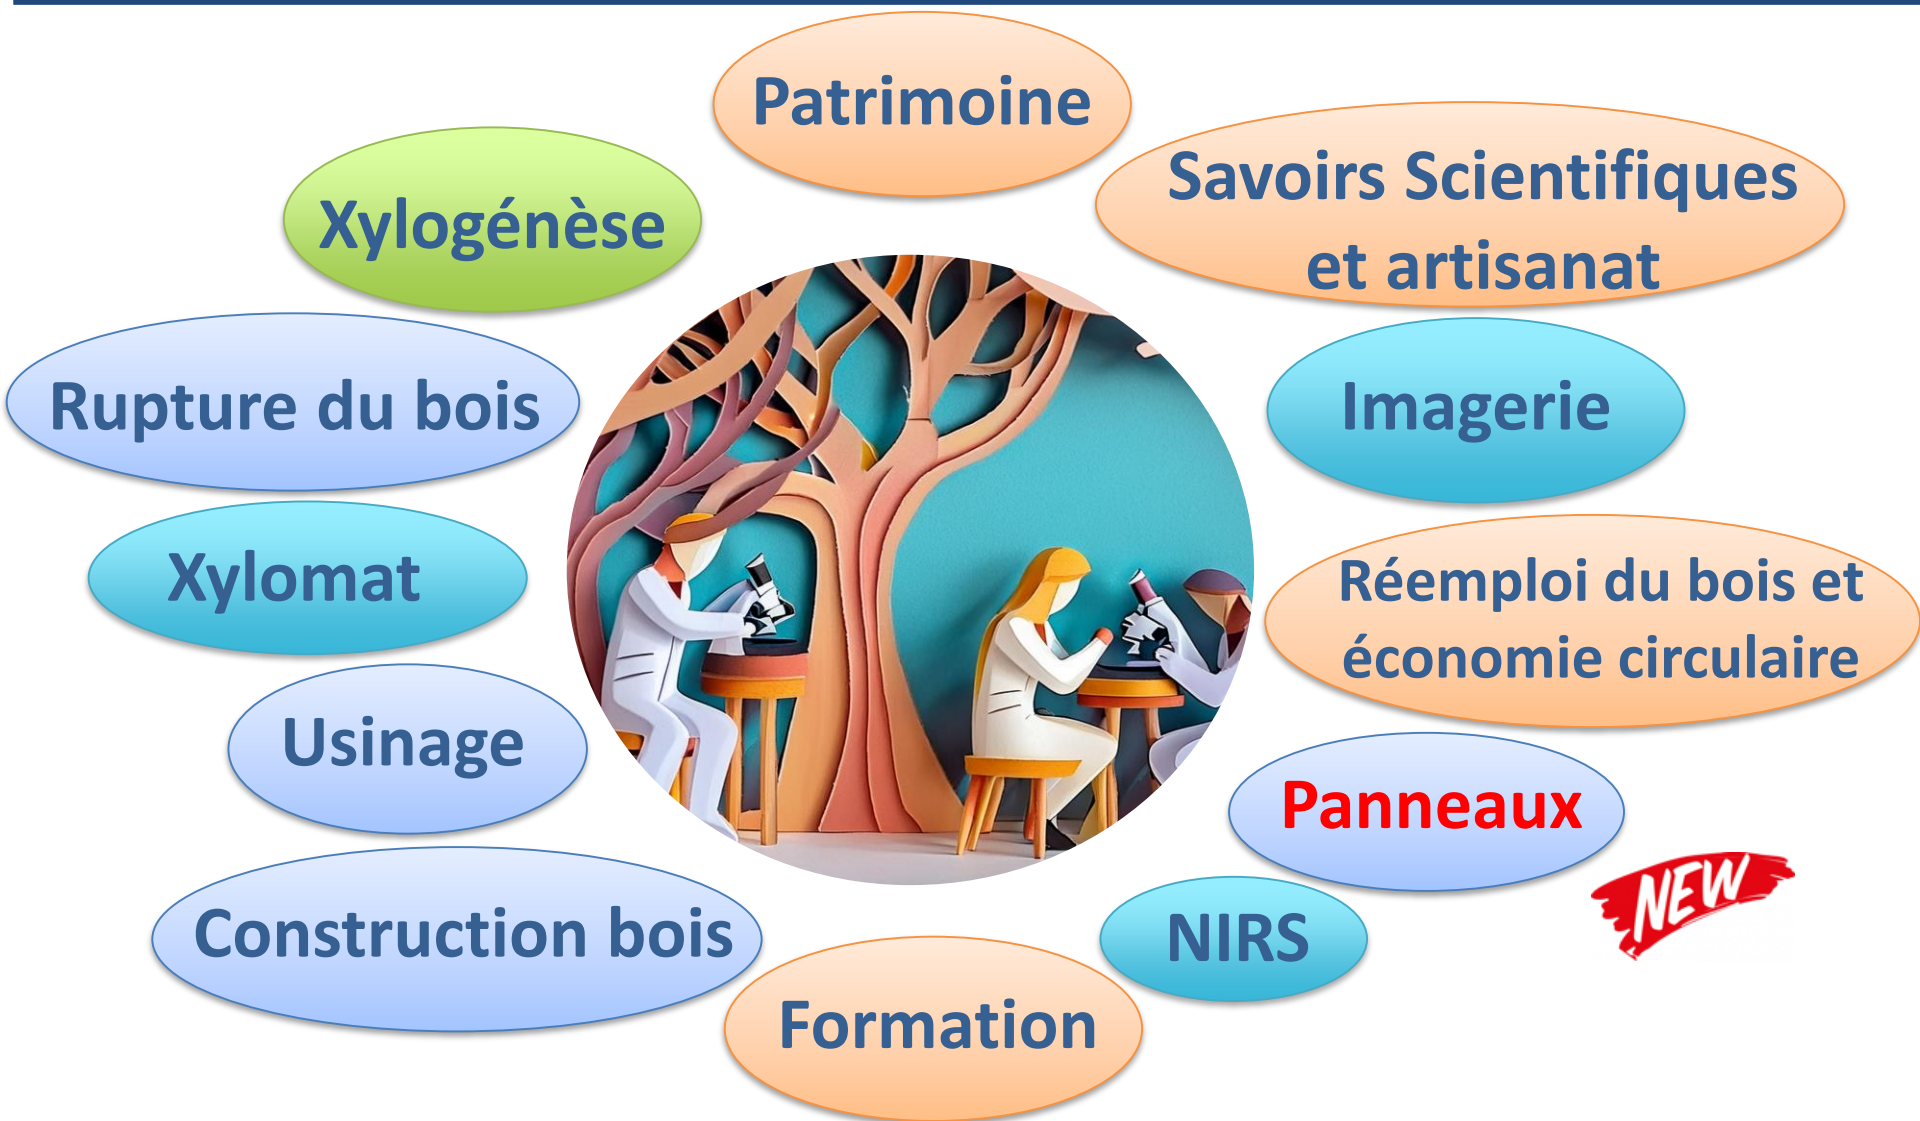 Patrimoine
Savoirs Scientifiques
et artisanat
Xylogénèse
Rupture du bois
Imagerie
Xylomat
Réemploi du bois et
économie circulaire
Usinage
Panneaux
NEW
Construction bois
NIRS
Formation